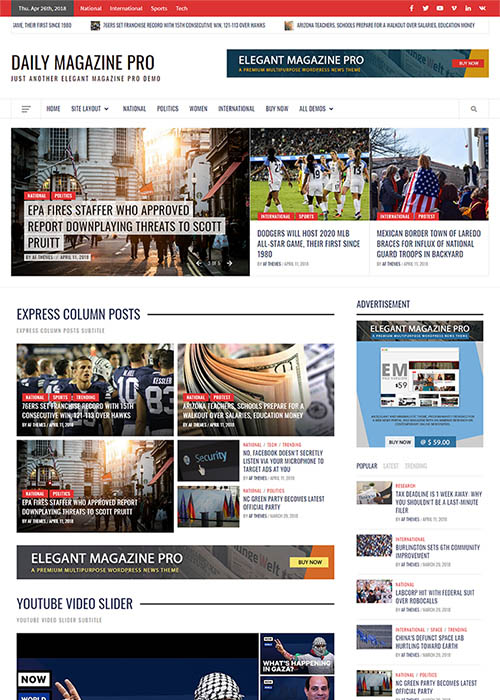 Thu, Apr 26th, 2018 National International Sports Tech
GAME, THEIR FIRST SINCE 1980
76ERS SET FRANCHISE RECORD WITH 15TH CONSECUTIVE WIN, 121-113 OVER HAWKS
ARIZONA TEACHERS, SCHOOLS PREPARE FOR A WALKOUT OVER SALARIES, EDUCATION MONEY
DAILY MAGAZINE PRO
JUST ANOTHER ELEGANT MAGAZINE PRO DEMO
ELEGANT MAGAZINE PRO
A PREMIUM MULTIPURPOSE WORDPRESS NEWS THEME
BUY NOW
HOME SITE LAYOUT NATIONAL POLITICS WOMEN INTERNATIONAL BUY NOW ALL DEMOS
NATIONAL POLITICS
EPA FIRES STAFFER WHO APPROVED
REPORT DOWNPLAYING THREATS TO SCOTT
PRUITT
BY AF THEMES / APRIL 11, 2018
1 of 5
INTERNATIONAL SPORTS
DODGERS WILL HOST 2020 MLB
ALL-STAR GAME, THEIR FIRST SINCE
1980
BY AF THEMES / APRIL 11, 2018
INTERNATIONAL PROTEST
MEXICAN BORDER TOWN OF LAREDO
BRACES FOR INFLUX OF NATIONAL
GUARD TROOPS IN BACKYARD
BY AF THEMES / APRIL 11, 2018
EXPRESS COLUMN POSTS
EXPRESS COLUMN POSTS SUBTITLE
KESSLER
NATIONAL SPORTS TRENDING
76ERS SET FRANCHISE RECORD WITH 15TH
CONSECUTIVE WIN, 121-113 OVER HAWKS
BY AF THEMES / APRIL 11, 2018
NATIONAL PROTEST
ARIZONA TEACHERS, SCHOOLS PREPARE FOR A
WALKOUT OVER SALARIES, EDUCATION MONEY
BY AF THEMES / APRIL 11, 2018
NATIONAL POLITICS
EPA FIRES STAFFER WHO APPROVED REPORT
DOWNPLAYING THREATS TO SCOTT PRUITT
BY AF THEMES / APRIL 11, 2018
Security
NATIONAL / TECH / TRENDING
NO, FACEBOOK DOESN'T SECRETLY
LISTEN VIA YOUR MICROPHONE TO
TARGET ADS AT YOU
BY AF THEMES / APRIL 11, 2018
NATIONAL / POLITICS
NC GREEN PARTY BECOMES LATEST
OFFICIAL PARTY
BY AF THEMES / MARCH 29, 2018
ELEGANT MAGAZINE PRO
A PREMIUM MULTIPURPOSE WORDPRESS NEWS THEME
BUY NOW
YOUTUBE VIDEO SLIDER
YOUTUBE VIDEO SLIDER SUBTITLE
NOW
WORLD
WHAT'S HAPPENING
IN GAZA?
NOW
ADVERTISEMENT
ELEGANT MAGAZINE PRO
A PREMIUM MULTIPURPOSE WORDPRESS NEWS THEME
EM
PRO
$59
BUY NOW @ $ 59.00
POPULAR LATEST TRENDING
RESEARCH
TAX DEADLINE IS 1 WEEK AWAY: WHY
YOU SHOULDN'T BE A LAST-MINUTE
FILER
BY AF THEMES / APRIL 11, 2018
INTERNATIONAL
BURLINGTON SETS 6TH COMMUNITY
IMPROVEMENT
BY AF THEMES / MARCH 29, 2018
NATIONAL
LABCORP HIT WITH FEDERAL SUIT
OVER ROBOCALLS
BY AF THEMES / MARCH 29, 2018
INTERNATIONAL / SPACE / TRENDING
CHINA'S DEFUNCT SPACE LAB
HURTLING TOWARD EARTH
BY AF THEMES / MARCH 29, 2018
NATIONAL / POLITICS
NC GREEN PARTY BECOMES LATEST
OFFICIAL PARTY
BY AF THEMES / MARCH 29, 2018